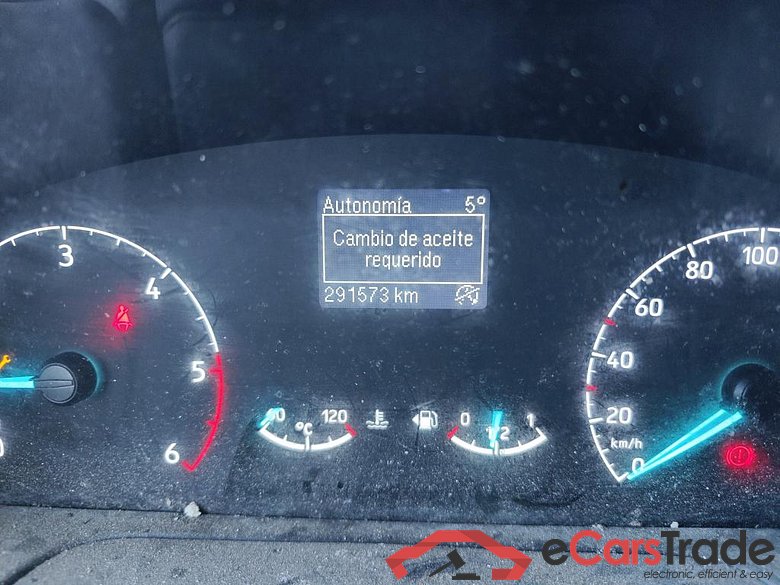 Autonomía 5°
Cambio de aceite
requerido
291573 km
3
4
5
6
0
120
°C
0
1/2
1
0
20
40
60
80
100
km/h
eCarsTrade
electronic, efficient & easy